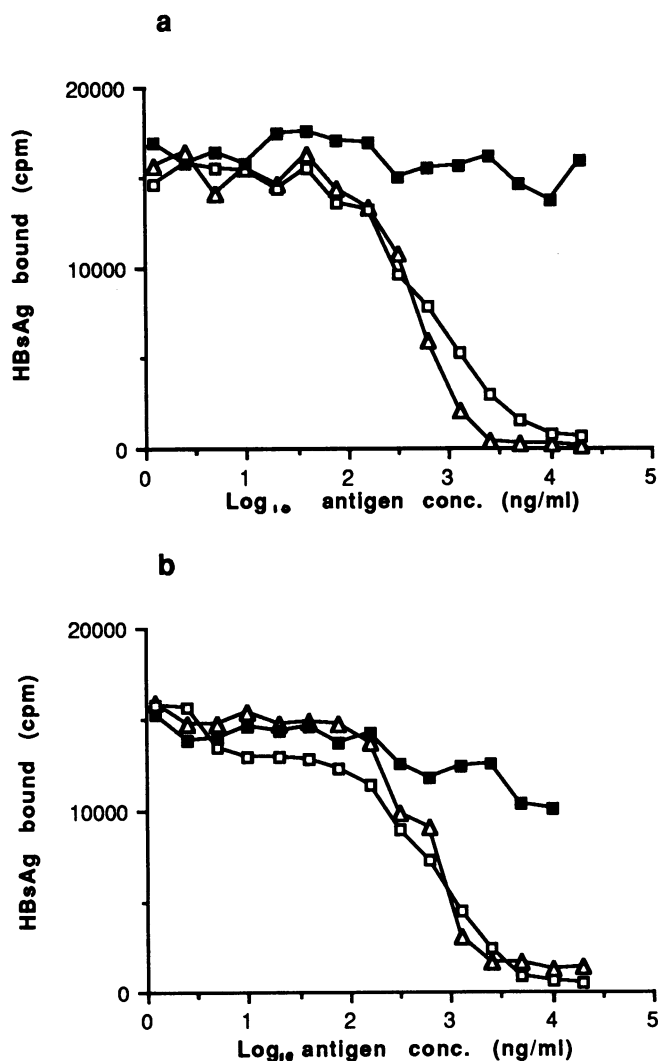 a
20000
10000
0
HBsAg bound (cpm)
0 1 2 3 4 5
Log₁₀ antigen conc. (ng/ml)
b
20000
10000
0
HBsAg bound (cpm)
0 1 2 3 4 5
Log₁₀ antigen conc. (ng/ml)